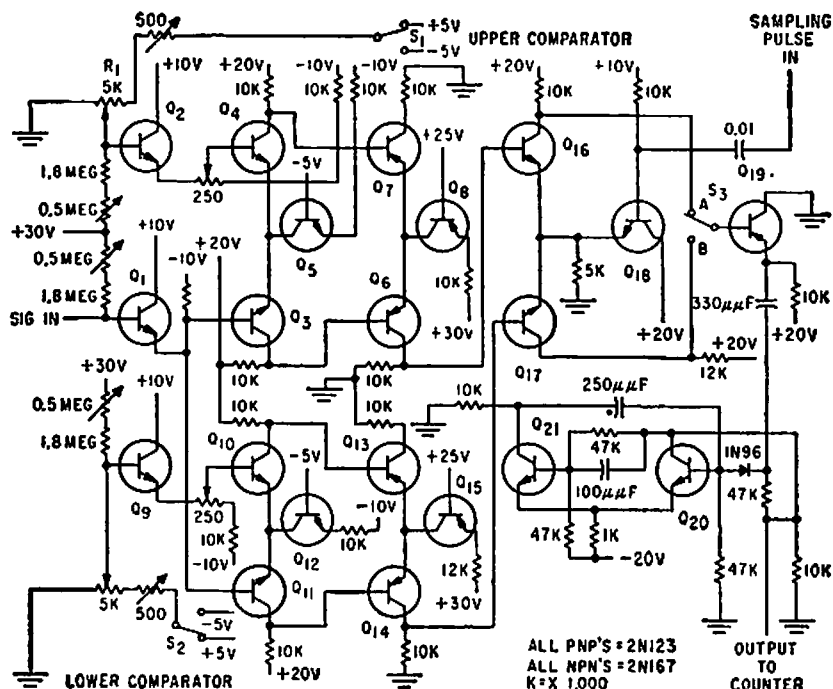 500
+5V
S1
-5V
UPPER COMPARATOR
SAMPLING
PULSE
IN
R1
5K
+10V
+20V
10K
-10V
10K
-10V
10K
10K
+20V
10K
+10V
10K
Q2
Q4
-5V
Q7
+25V
Q8
Q16
0.01
Q19
S3
A
B
1.8 MEG
0.5 MEG
+30V
0.5 MEG
1.8 MEG
SIG IN
250
+10V
-10V
+20V
Q5
Q1
Q3
Q6
10K
+30V
5K
Q18
+20V
330μμF
10K
+20V
10K
10K
Q17
+20V
12K
+30V
0.5 MEG
1.8 MEG
+10V
10K
10K
10K
250μμF
Q10
Q13
Q21
47K
100μμF
1N96
-5V
+25V
Q15
Q9
250
-10V
10K
Q12
10K
-10V
12K
+30V
47K
1K
-20V
Q20
47K
47K
10K
5K
500
S2
-5V
+5V
Q11
Q14
10K
+20V
10K
LOWER COMPARATOR
ALL PNP'S = 2N123
ALL NPN'S = 2N167
K = X 1,000
OUTPUT
TO
COUNTER